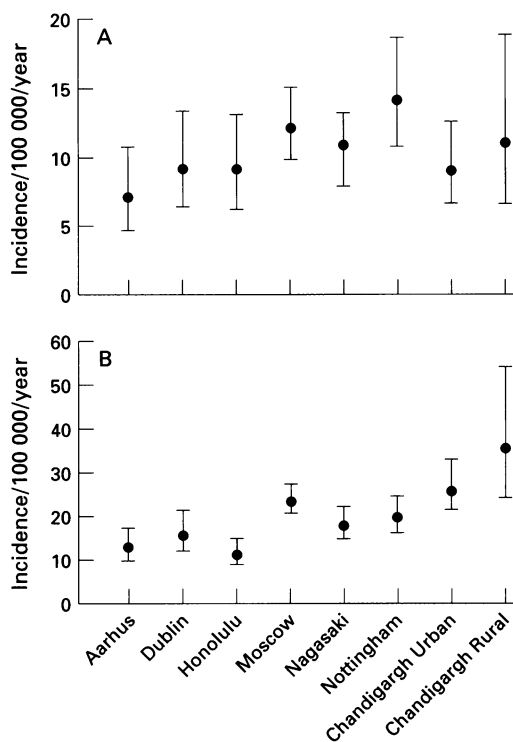 A
Incidence/100 000/year
20
15
10
5
0
B
Incidence/100 000/year
60
50
40
30
20
10
0
Aarhus
Dublin
Honolulu
Moscow
Nagasaki
Nottingham
Chandigargh Urban
Chandigargh Rural